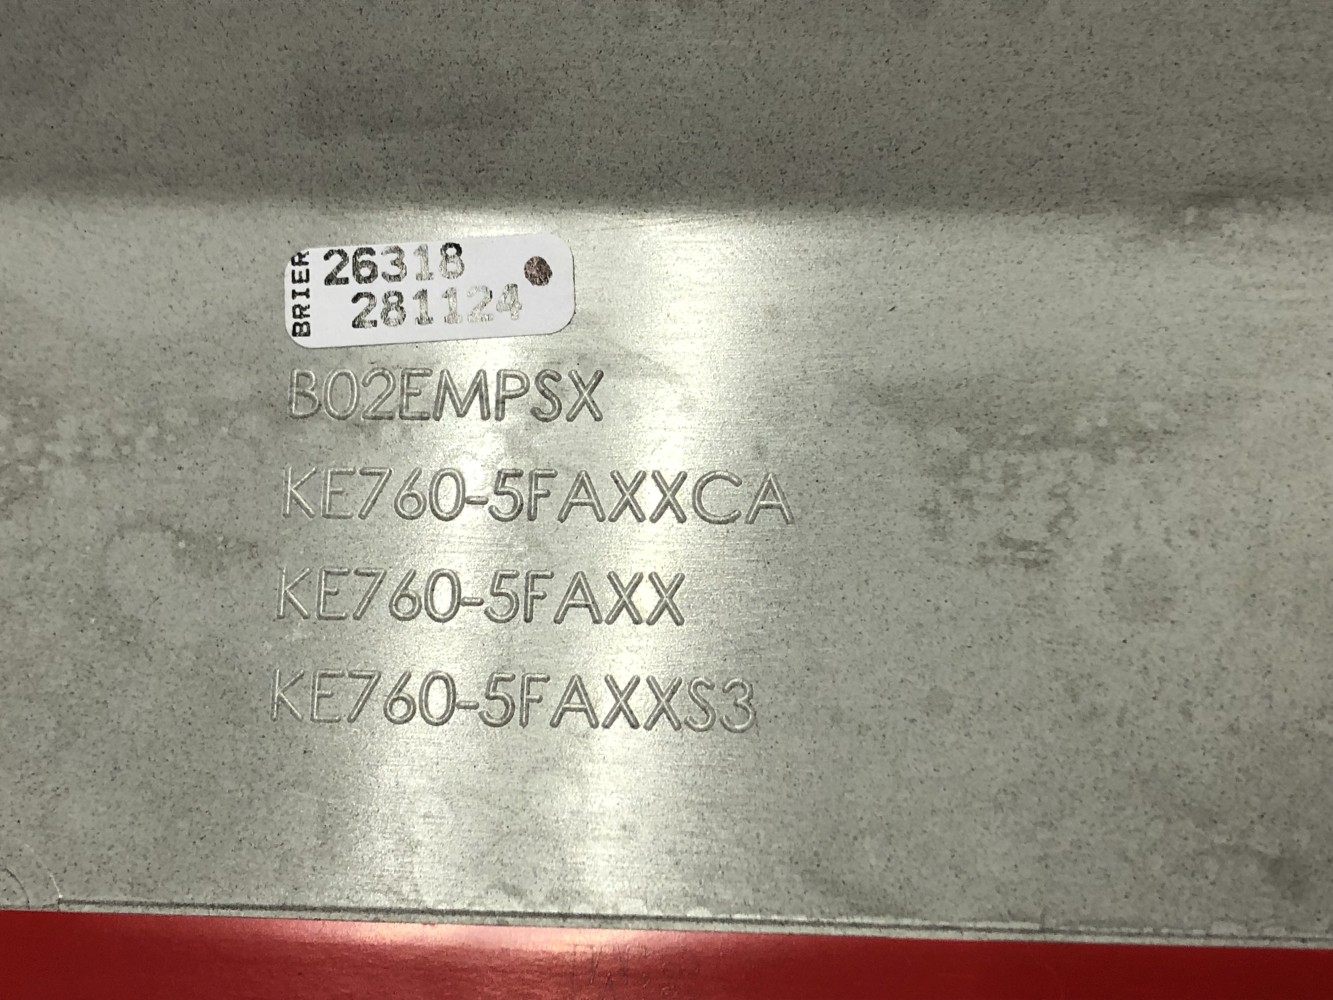 BRIER
26318
281124
B02EMPSX
KE760-5FAXXCA
KE760-5FAXX
KE760-5FAXXS3